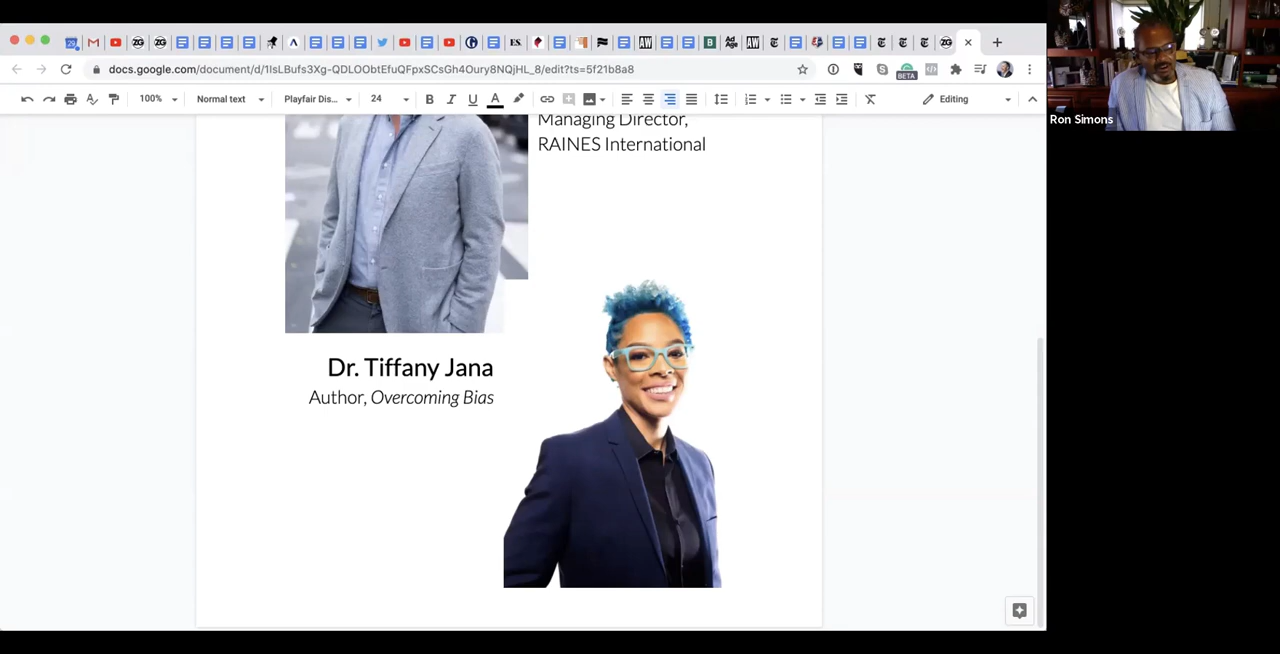 docs.google.com/document/d/1lsLBufs3Xg-QDLOObtEfuQFpxSCsGh4Oury8NQjHL_8/edit?ts=5f21b8a8
BETA
100%
Normal text
Playfair Dis...
24
B
I
U
A
Editing
Managing Director,
RAINES International
Dr. Tiffany Jana
Author, Overcoming Bias
Ron Simons